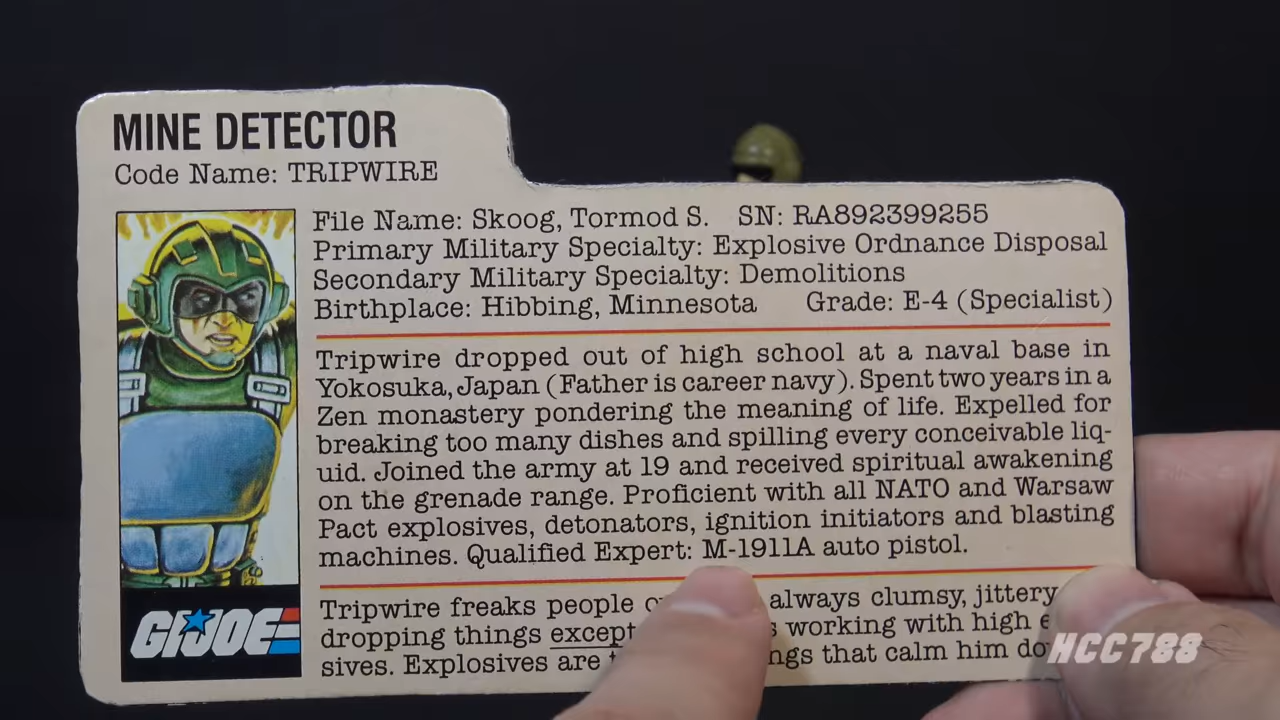 MINE DETECTOR
Code Name: TRIPWIRE
File Name: Skoog, Tormod S. SN: RA892399255
Primary Military Specialty: Explosive Ordnance Disposal
Secondary Military Specialty: Demolitions
Birthplace: Hibbing, Minnesota Grade: E-4 (Specialist)
Tripwire dropped out of high school at a naval base in
Yokosuka, Japan (Father is career navy). Spent two years in a
Zen monastery pondering the meaning of life. Expelled for
breaking too many dishes and spilling every conceivable liq-
uid. Joined the army at 19 and received spiritual awakening
on the grenade range. Proficient with all NATO and Warsaw
Pact explosives, detonators, ignition initiators and blasting
machines. Qualified Expert: M-1911A auto pistol.
Tripwire freaks people always clumsy, jittery
dropping things except working with high
sives. Explosives are that calm him
GIJOE
HCC788